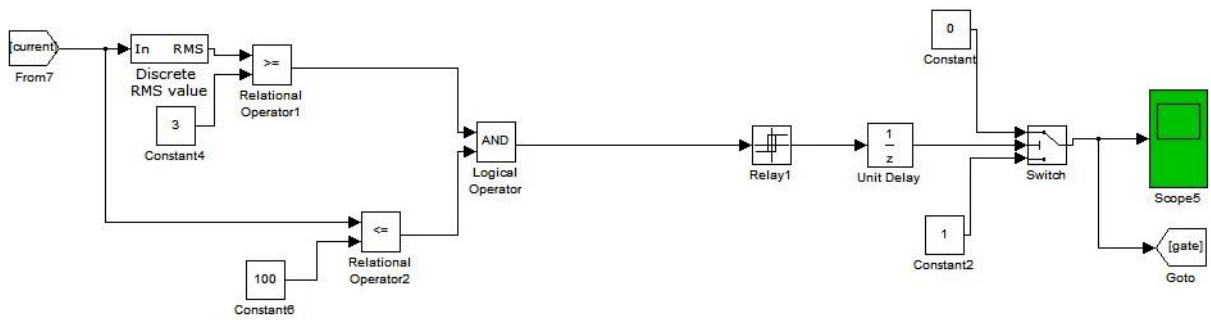 [current]
From7
In RMS
Discrete
RMS value
3
Constant4
>=
Relational
Operator1
100
Constant6
<=
Relational
Operator2
AND
Logical
Operator
Relay1
1
z
Unit Delay
0
Constant
1
Constant2
Switch
Scope5
[gate]
Goto